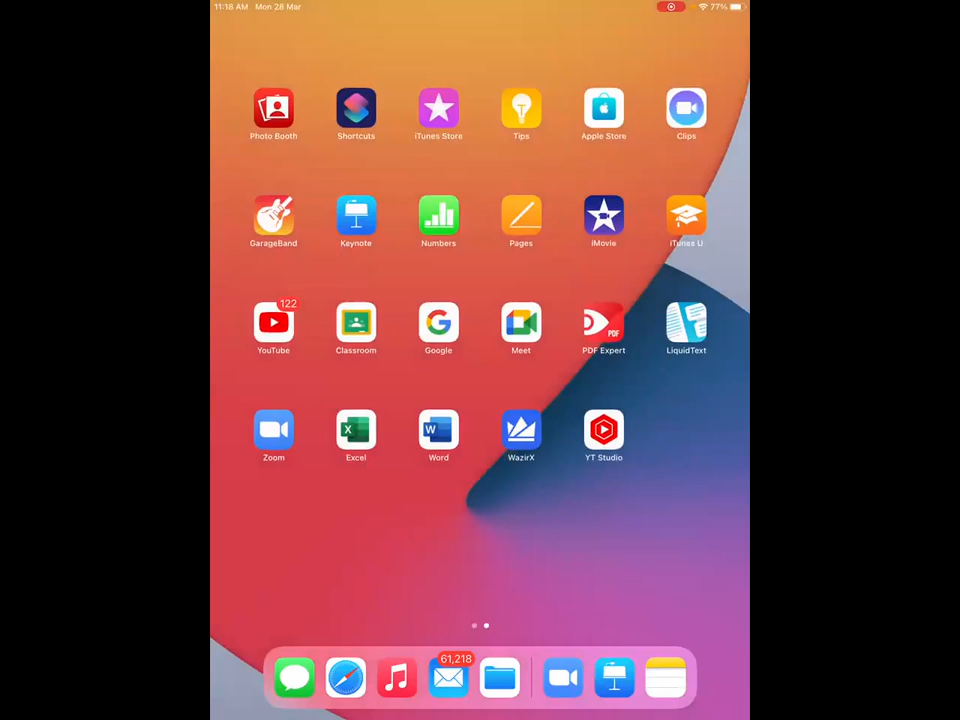 11:18 AM Mon 28 Mar
77%
Photo Booth
Shortcuts
iTunes Store
Tips
Apple Store
Clips
GarageBand
Keynote
Numbers
Pages
iMovie
iTunes U
122
YouTube
Classroom
Google
Meet
PDF
PDF Expert
LiquidText
X
W
Zoom
Excel
Word
WazirX
YT Studio
61,218